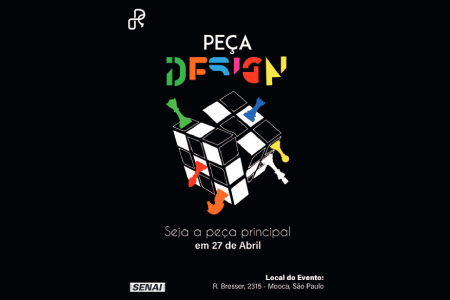 PEÇA
DESIGN
Seja a peça principal
em 27 de Abril
Local do Evento:
SENAI
R. Bresser, 2315 - Mooca, São Paulo